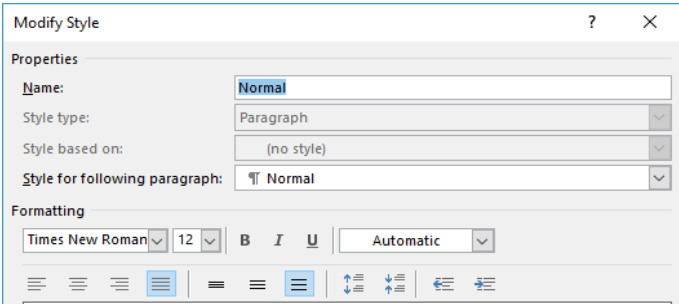 Modify Style ?
Properties
Name: Normal
Style type: Paragraph
Style based on: (no style)
Style for following paragraph: ¶ Normal
Formatting
Times New Roman 12 B I U Automatic